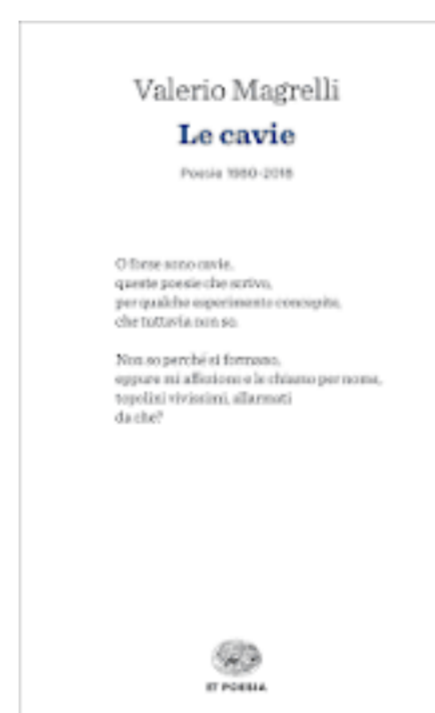 Valerio Magrelli
Le cavie
Poesie 1980-2018
O forse sono cavie,
queste poesie che scrivo,
per qualche esperimento concepite,
che tuttavia non so.
Non so perché si formano,
eppure mi affeziono e le chiamo per nome,
topolini vivissimi, allarmati
da che?
ET POESIA